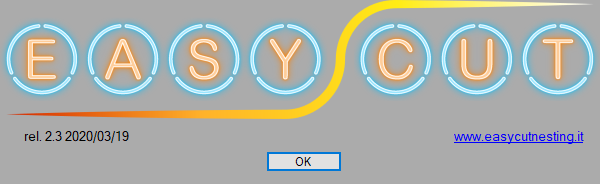 EASY CUT
rel. 2.3 2020/03/19
www.easycutnesting.it
OK